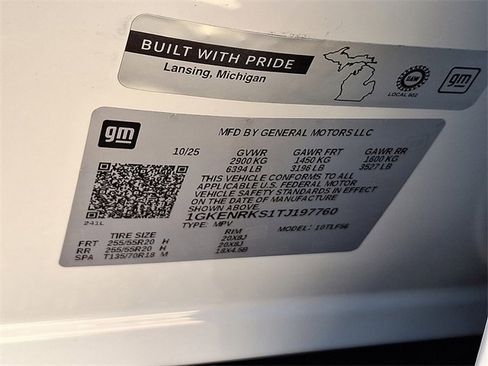 BUILT WITH PRIDE
Lansing, Michigan
UAW
LOCAL 602
gm
gm
MFD BY GENERAL MOTORS LLC
10/25 GVWR GAWR FRT GAWR RR
2900 KG 1450 KG 1600 KG
6394 LB 3196 LB 3527 LB
THIS VEHICLE CONFORMS TO ALL
APPLICABLE U.S. FEDERAL MOTOR
VEHICLE SAFETY STANDARDS IN EFFECT
ON THE DATE OF MANUFACTURE
1GKENRKS1TJ197760
TYPE: MPV MODEL: 10TLF56
241L
TIRE SIZE RIM
FRT 255/55R20 H 20X8J
RR 255/55R20 H 20X8J
SPA T135/70R18 M 18X4.5B